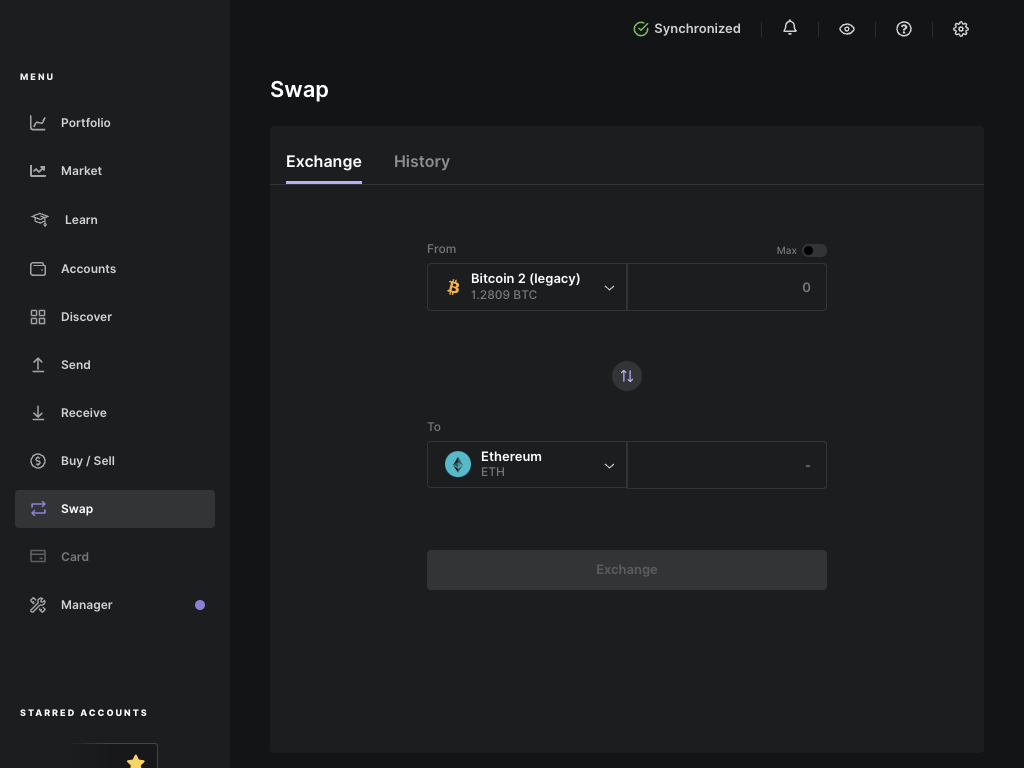 Synchronized
MENU
Portfolio
Market
Learn
Accounts
Discover
Send
Receive
Buy / Sell
Swap
Card
Manager
STARRED ACCOUNTS
Swap
Exchange
History
From
Max
Bitcoin 2 (legacy)
1.2809 BTC
0
To
Ethereum
ETH
-
Exchange